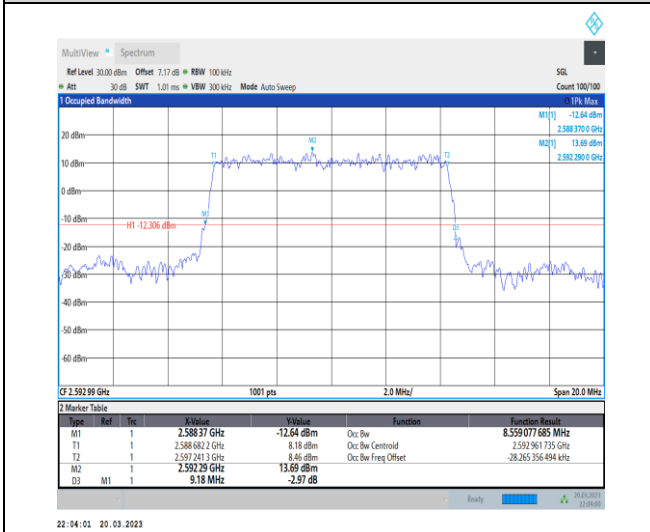 MultiView Spectrum
Ref Level 30.00 dBm Offset 7.17 dB RBW 100 kHz SGL
Att 30 dB SWT 1.01 ms VBW 300 kHz Mode Auto Sweep Count 100/100
1 Occupied Bandwidth 1Pk Max
M1[1] -12.64 dBm
2.588 370 0 GHz
M2[1] 13.69 dBm
2.592 290 0 GHz
20 dBm
M2
T1 T2
10 dBm
0 dBm
-10 dBm
M1
H1 -12.306 dBm
D3
-20 dBm
-30 dBm
-40 dBm
-50 dBm
-60 dBm
CF 2.592 99 GHz 1001 pts 2.0 MHz/ Span 20.0 MHz
2 Marker Table
Type Ref Trc X-Value Y-Value Function Function Result
M1 1 2.588 37 GHz -12.64 dBm Occ Bw 8.559 077 685 MHz
T1 1 2.588 682 2 GHz 8.18 dBm Occ Bw Centroid 2.592 961 735 GHz
T2 1 2.597 241 3 GHz 8.46 dBm Occ Bw Freq Offset -28.265 356 494 kHz
M2 1 2.592 29 GHz 13.69 dBm
D3 M1 1 9.18 MHz -2.97 dB
Ready 20.03.2023
22:04:00
22:04:01 20.03.2023